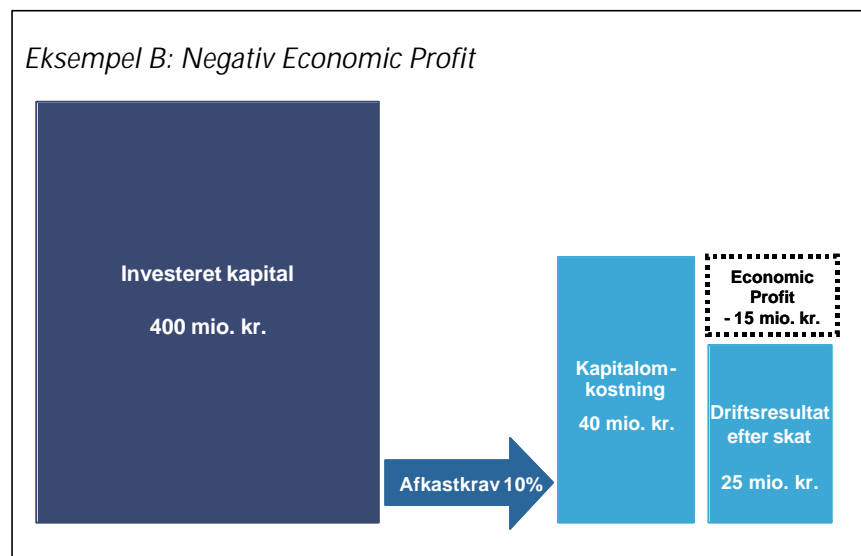 Eksempel B: Negativ Economic Profit
Investeret kapital
400 mio. kr.
Afkastkrav 10%
Kapitalom-
kostning
40 mio. kr.
Economic
Profit
- 15 mio. kr.
Driftsresultat
efter skat
25 mio. kr.